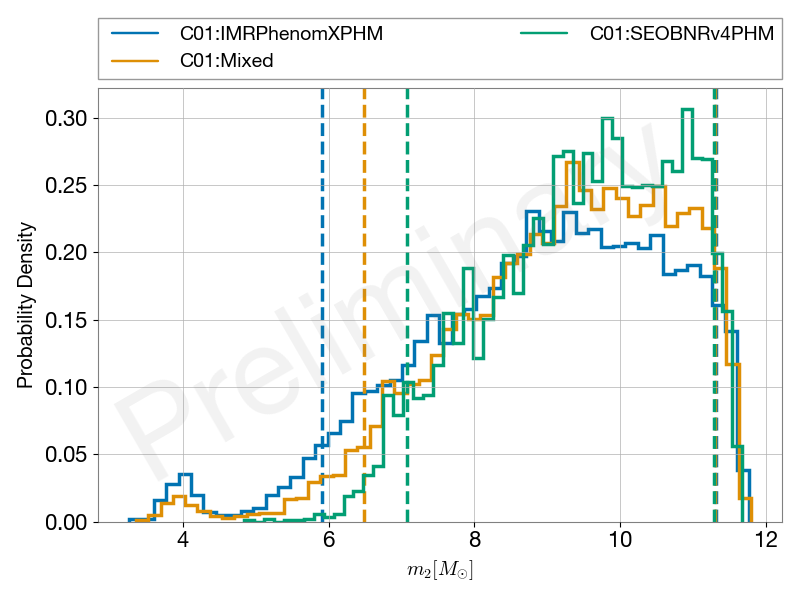 C01:IMRPhenomXPHM
C01:Mixed
C01:SEOBNRv4PHM
Preliminary
0.30
0.25
0.20
0.15
0.10
0.05
0.00
Probability Density
4 6 8 10 12
m₂[M⊙]